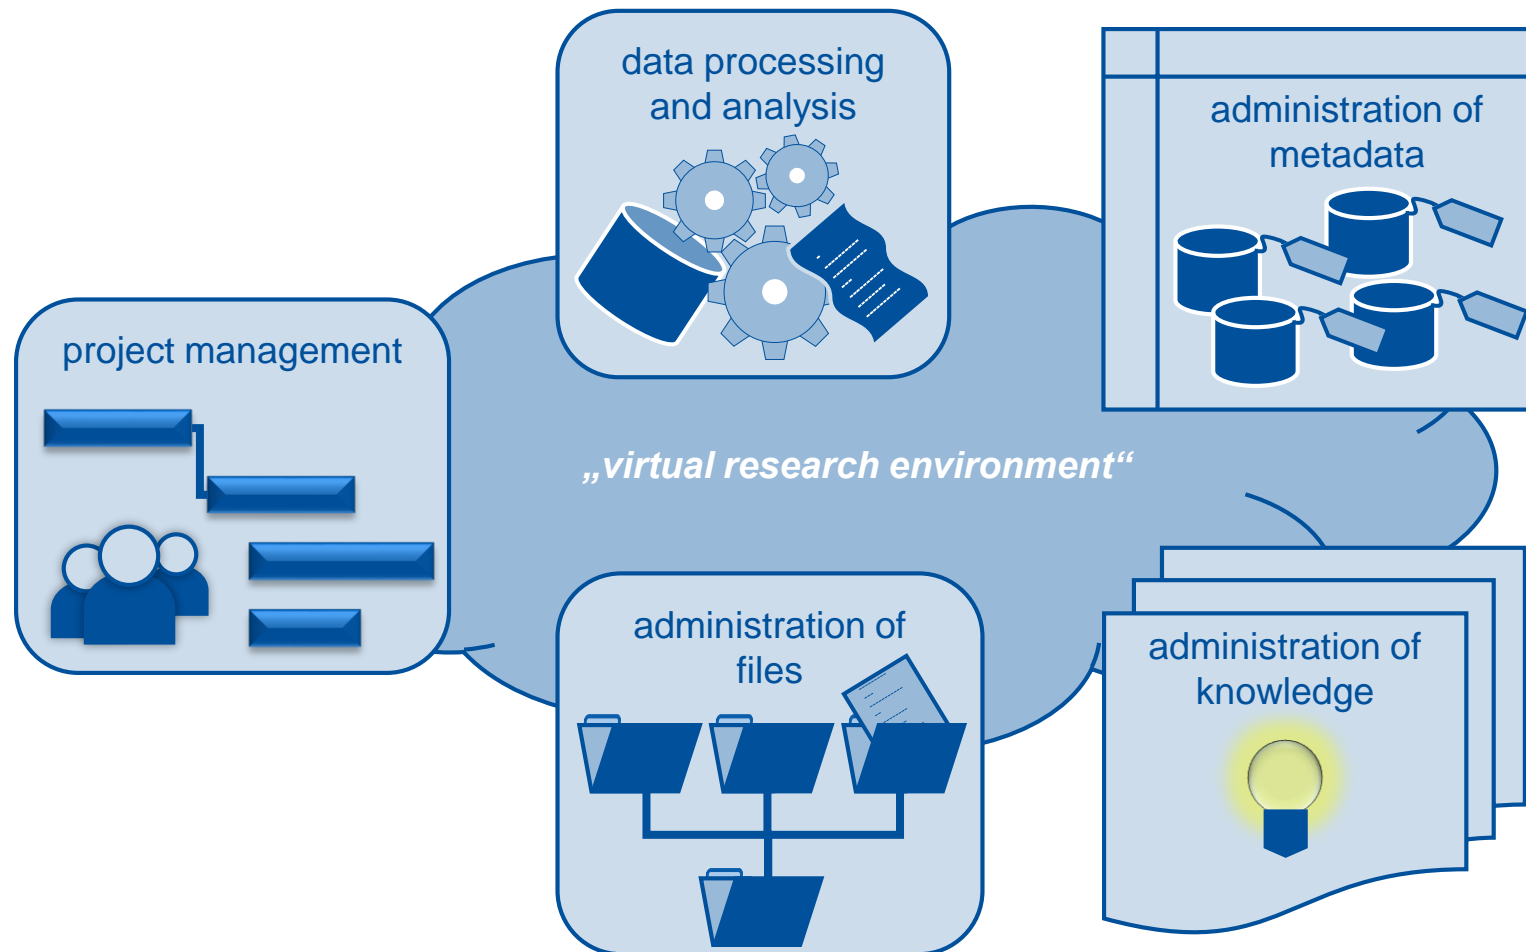 data processing
and analysis
administration of
metadata
project management
„virtual research environment“
administration of
files
administration of
knowledge